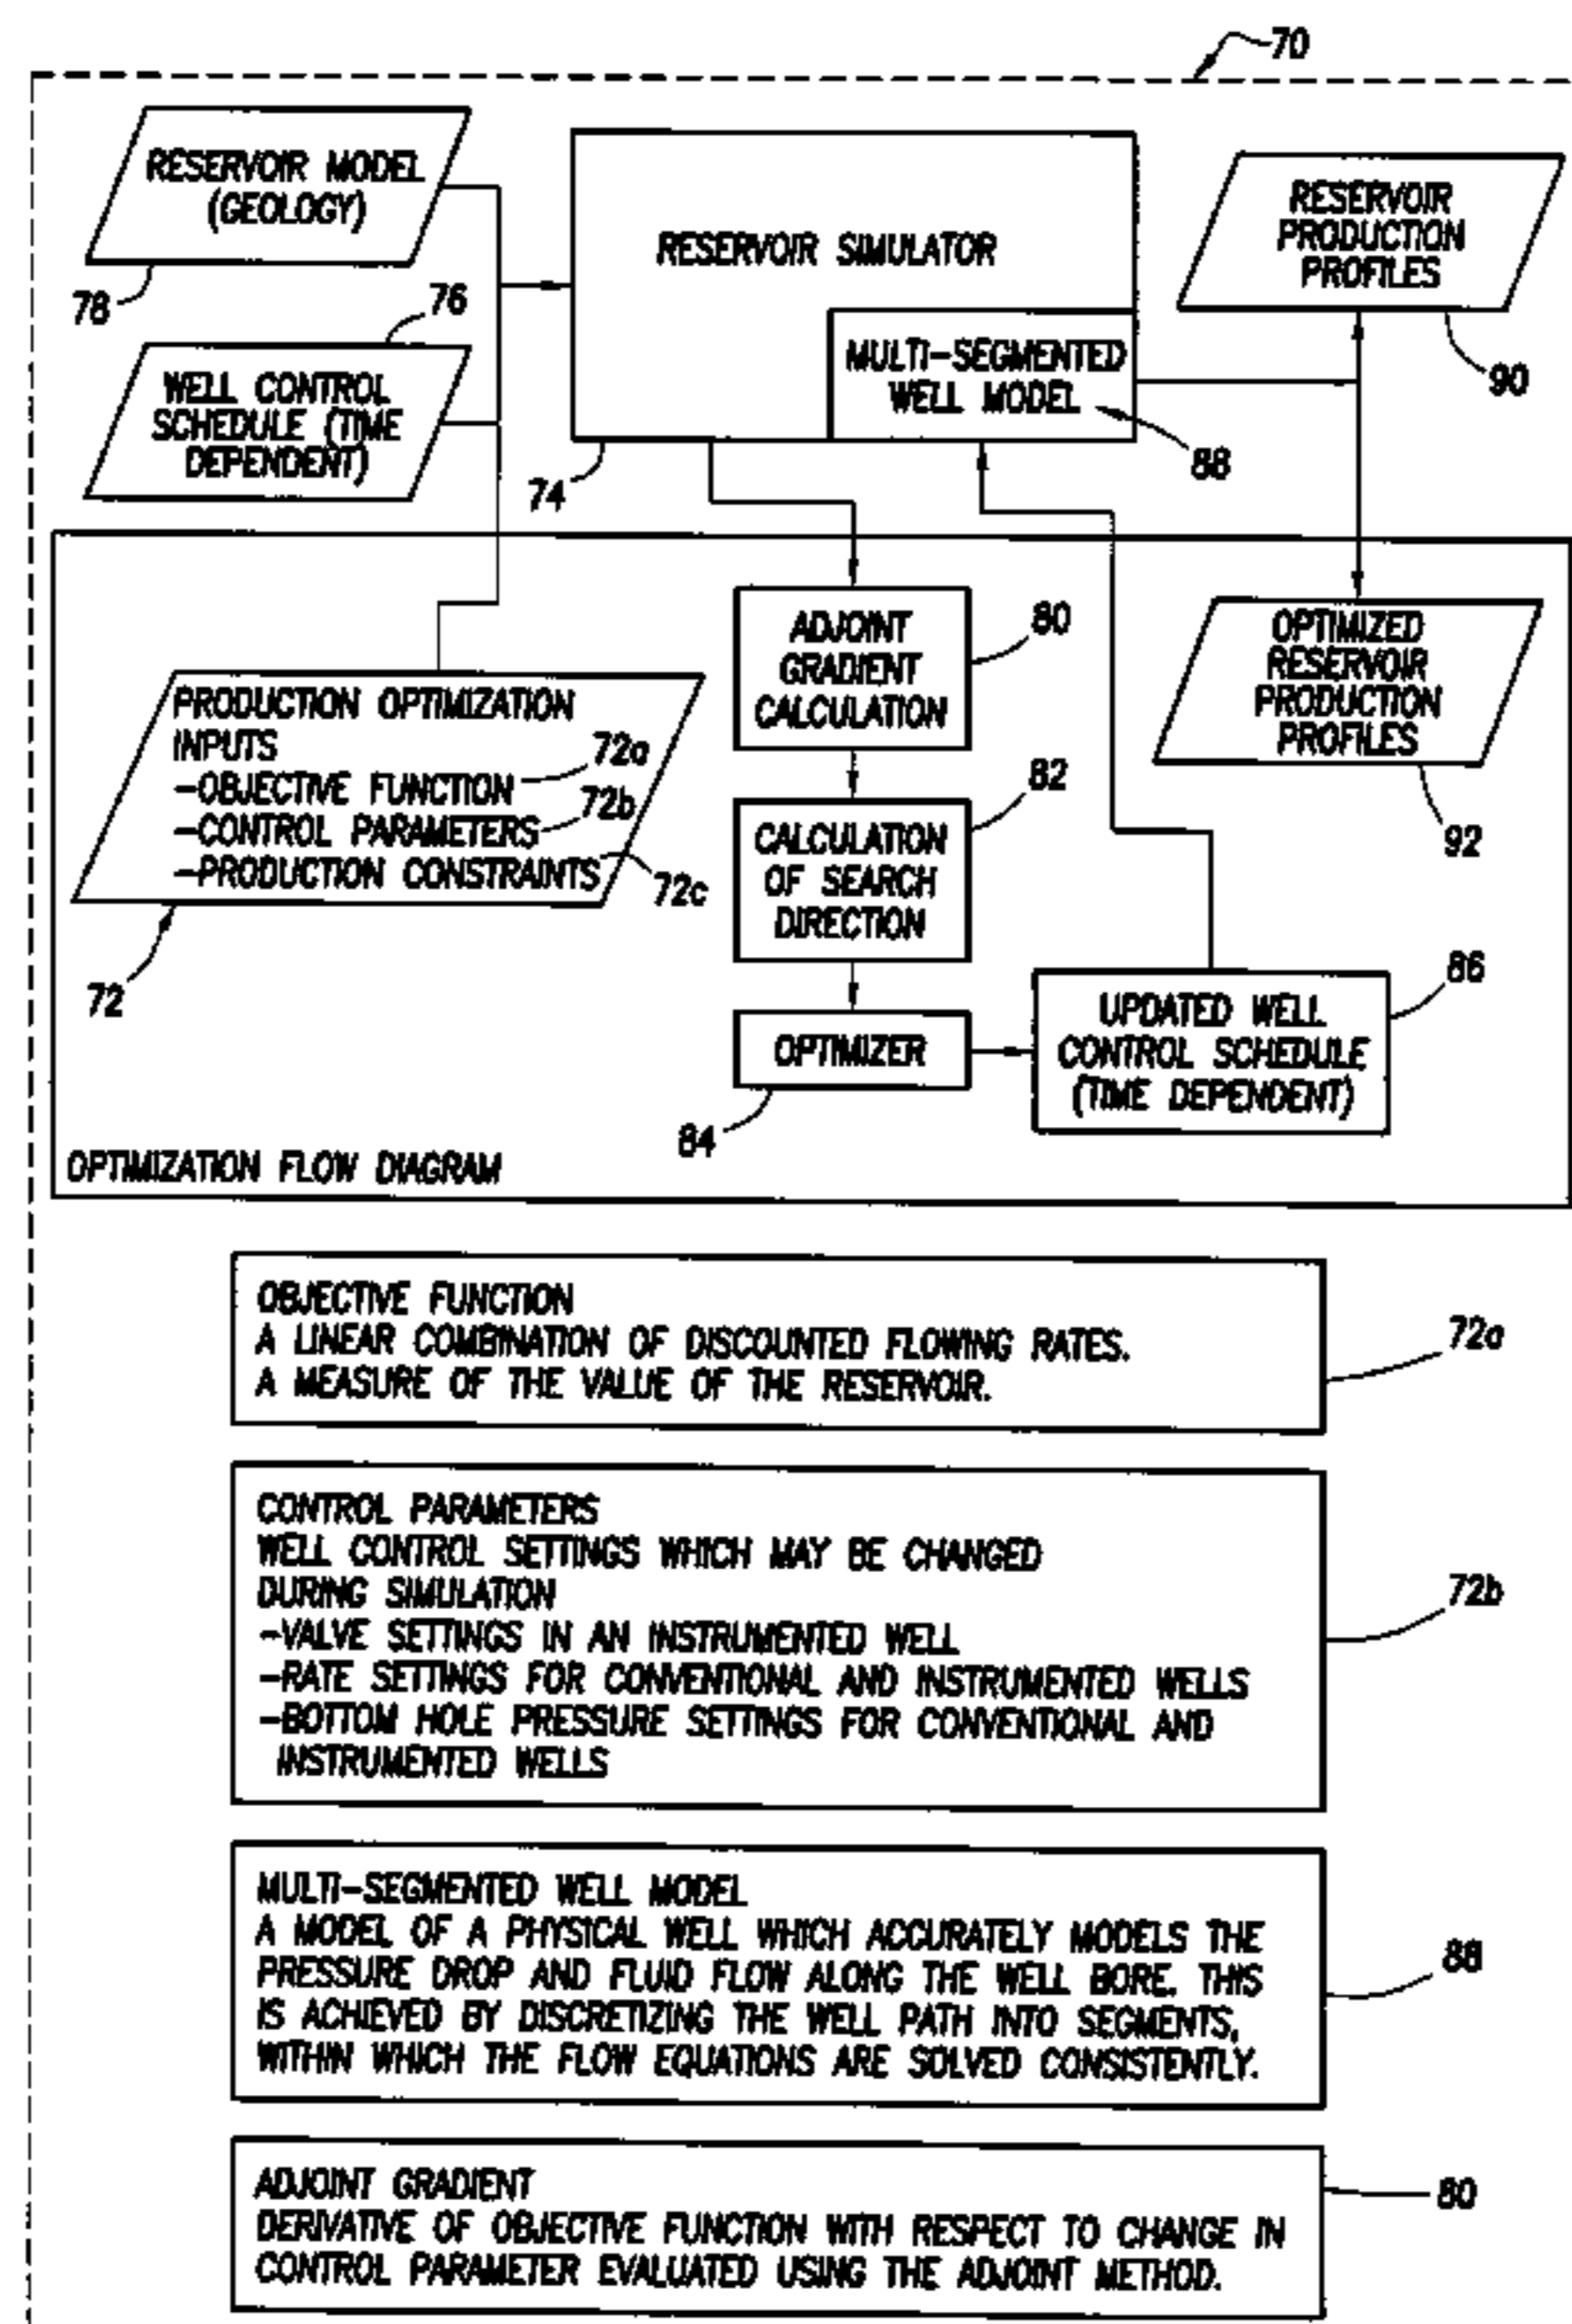 70
RESERVOIR MODEL
(GEOLOGY)
78
76
WELL CONTROL
SCHEDULE (TIME
DEPENDENT)
RESERVOIR SIMULATOR
MULTI-SEGMENTED
WELL MODEL
88
74
RESERVOIR
PRODUCTION
PROFILES
90
PRODUCTION OPTIMIZATION
INPUTS
-OBJECTIVE FUNCTION
72a
-CONTROL PARAMETERS
72b
-PRODUCTION CONSTRAINTS
72c
72
ADJOINT
GRADIENT
CALCULATION
80
CALCULATION
OF SEARCH
DIRECTION
82
OPTIMIZER
84
UPDATED WELL
CONTROL SCHEDULE
(TIME DEPENDENT)
86
OPTIMIZED
RESERVOIR
PRODUCTION
PROFILES
92
OPTIMIZATION FLOW DIAGRAM
OBJECTIVE FUNCTION
A LINEAR COMBINATION OF DISCOUNTED FLOWING RATES.
A MEASURE OF THE VALUE OF THE RESERVOIR.
72a
CONTROL PARAMETERS
WELL CONTROL SETTINGS WHICH MAY BE CHANGED
DURING SIMULATION
-VALVE SETTINGS IN AN INSTRUMENTED WELL
-RATE SETTINGS FOR CONVENTIONAL AND INSTRUMENTED WELLS
-BOTTOM HOLE PRESSURE SETTINGS FOR CONVENTIONAL AND
INSTRUMENTED WELLS
72b
MULTI-SEGMENTED WELL MODEL
A MODEL OF A PHYSICAL WELL WHICH ACCURATELY MODELS THE
PRESSURE DROP AND FLUID FLOW ALONG THE WELL BORE. THIS
IS ACHIEVED BY DISCRETIZING THE WELL PATH INTO SEGMENTS,
WITHIN WHICH THE FLOW EQUATIONS ARE SOLVED CONSISTENTLY.
88
ADJOINT GRADIENT
DERIVATIVE OF OBJECTIVE FUNCTION WITH RESPECT TO CHANGE IN
CONTROL PARAMETER EVALUATED USING THE ADJOINT METHOD.
80